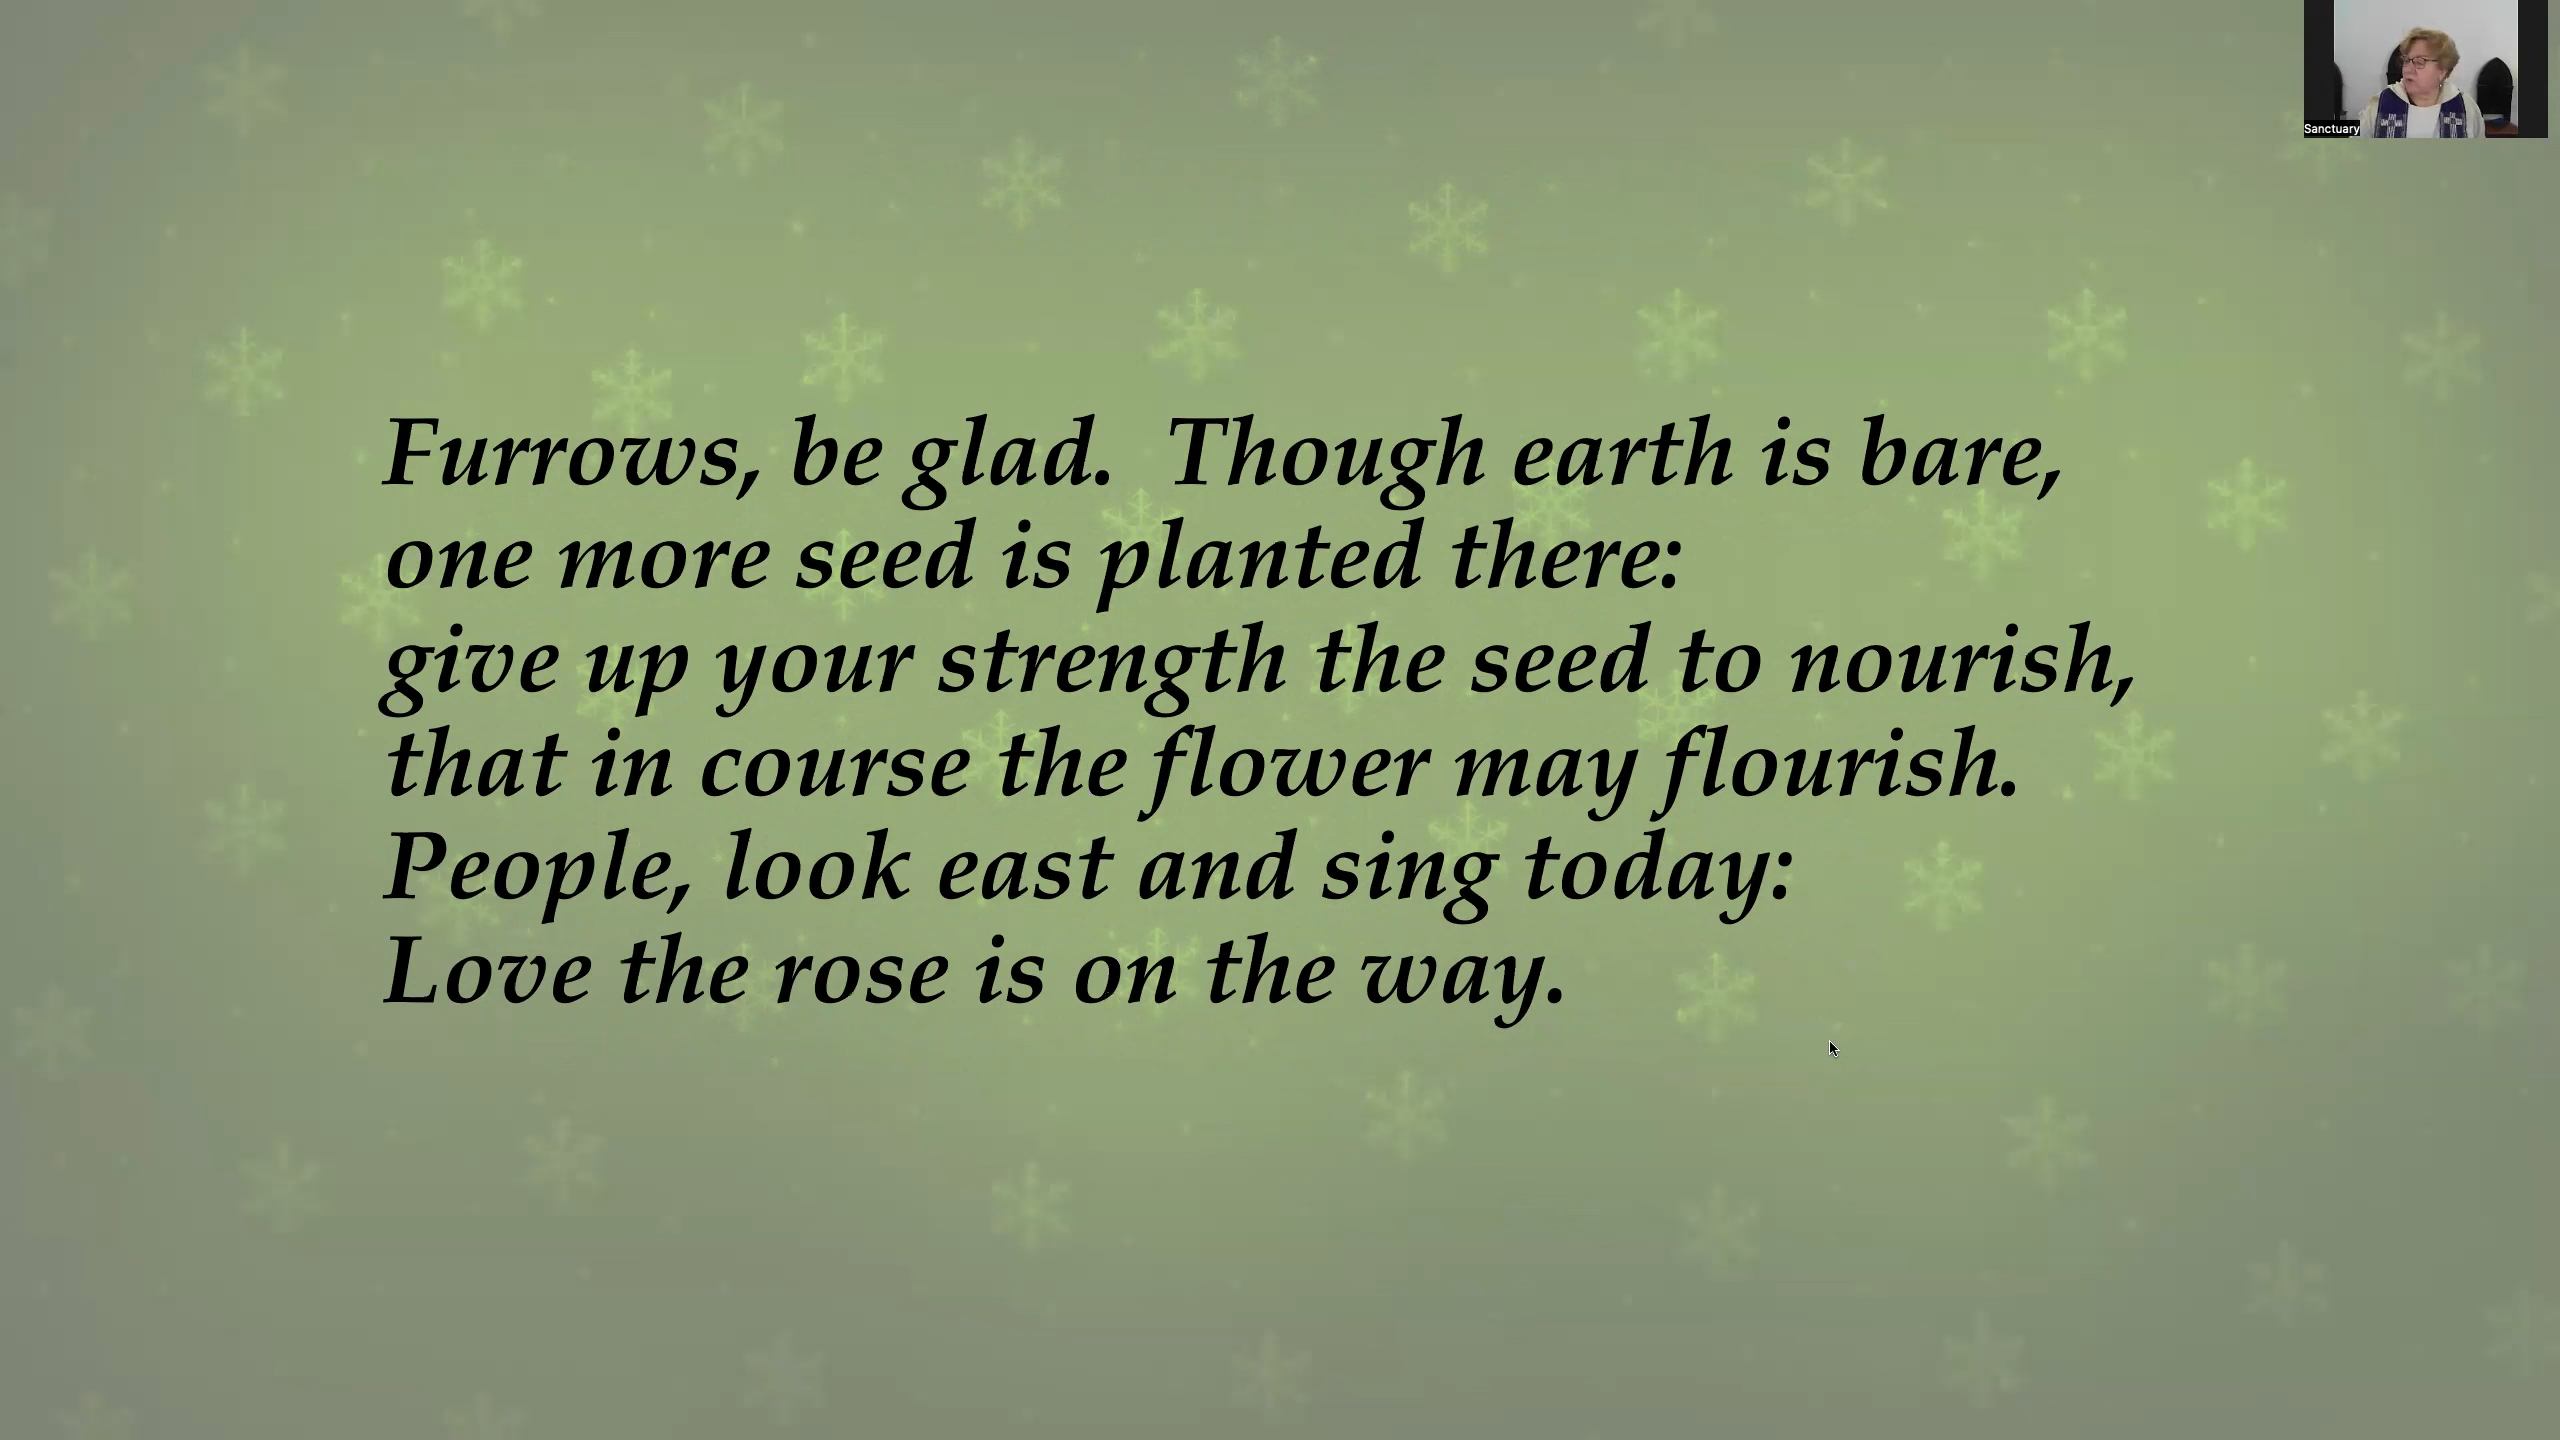 Sanctuary
Furrows, be glad.  Though earth is bare,
one more seed is planted there:
give up your strength the seed to nourish,
that in course the flower may flourish.
People, look east and sing today:
Love the rose is on the way.